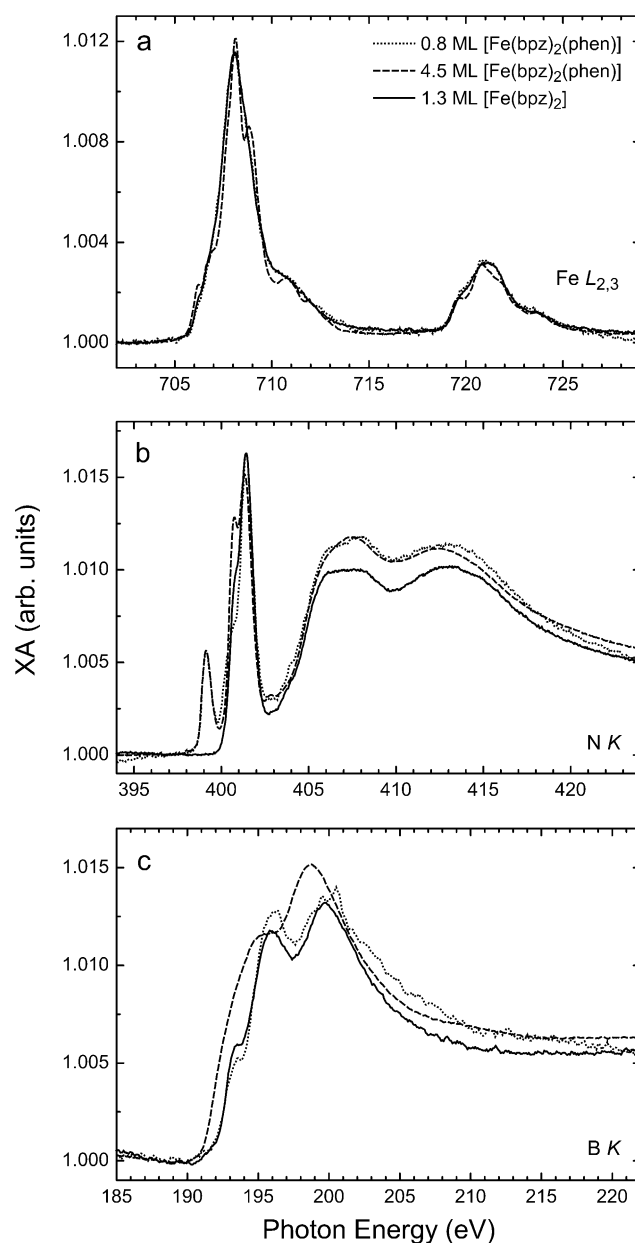 a
0.8 ML [Fe(bpz)2(phen)]
4.5 ML [Fe(bpz)2(phen)]
1.3 ML [Fe(bpz)2]
1.012
1.008
1.004
1.000
Fe L2,3
705 710 715 720 725
b
1.015
1.010
1.005
1.000
N K
395 400 405 410 415 420
XA (arb. units)
c
1.015
1.010
1.005
1.000
B K
185 190 195 200 205 210 215 220
Photon Energy (eV)